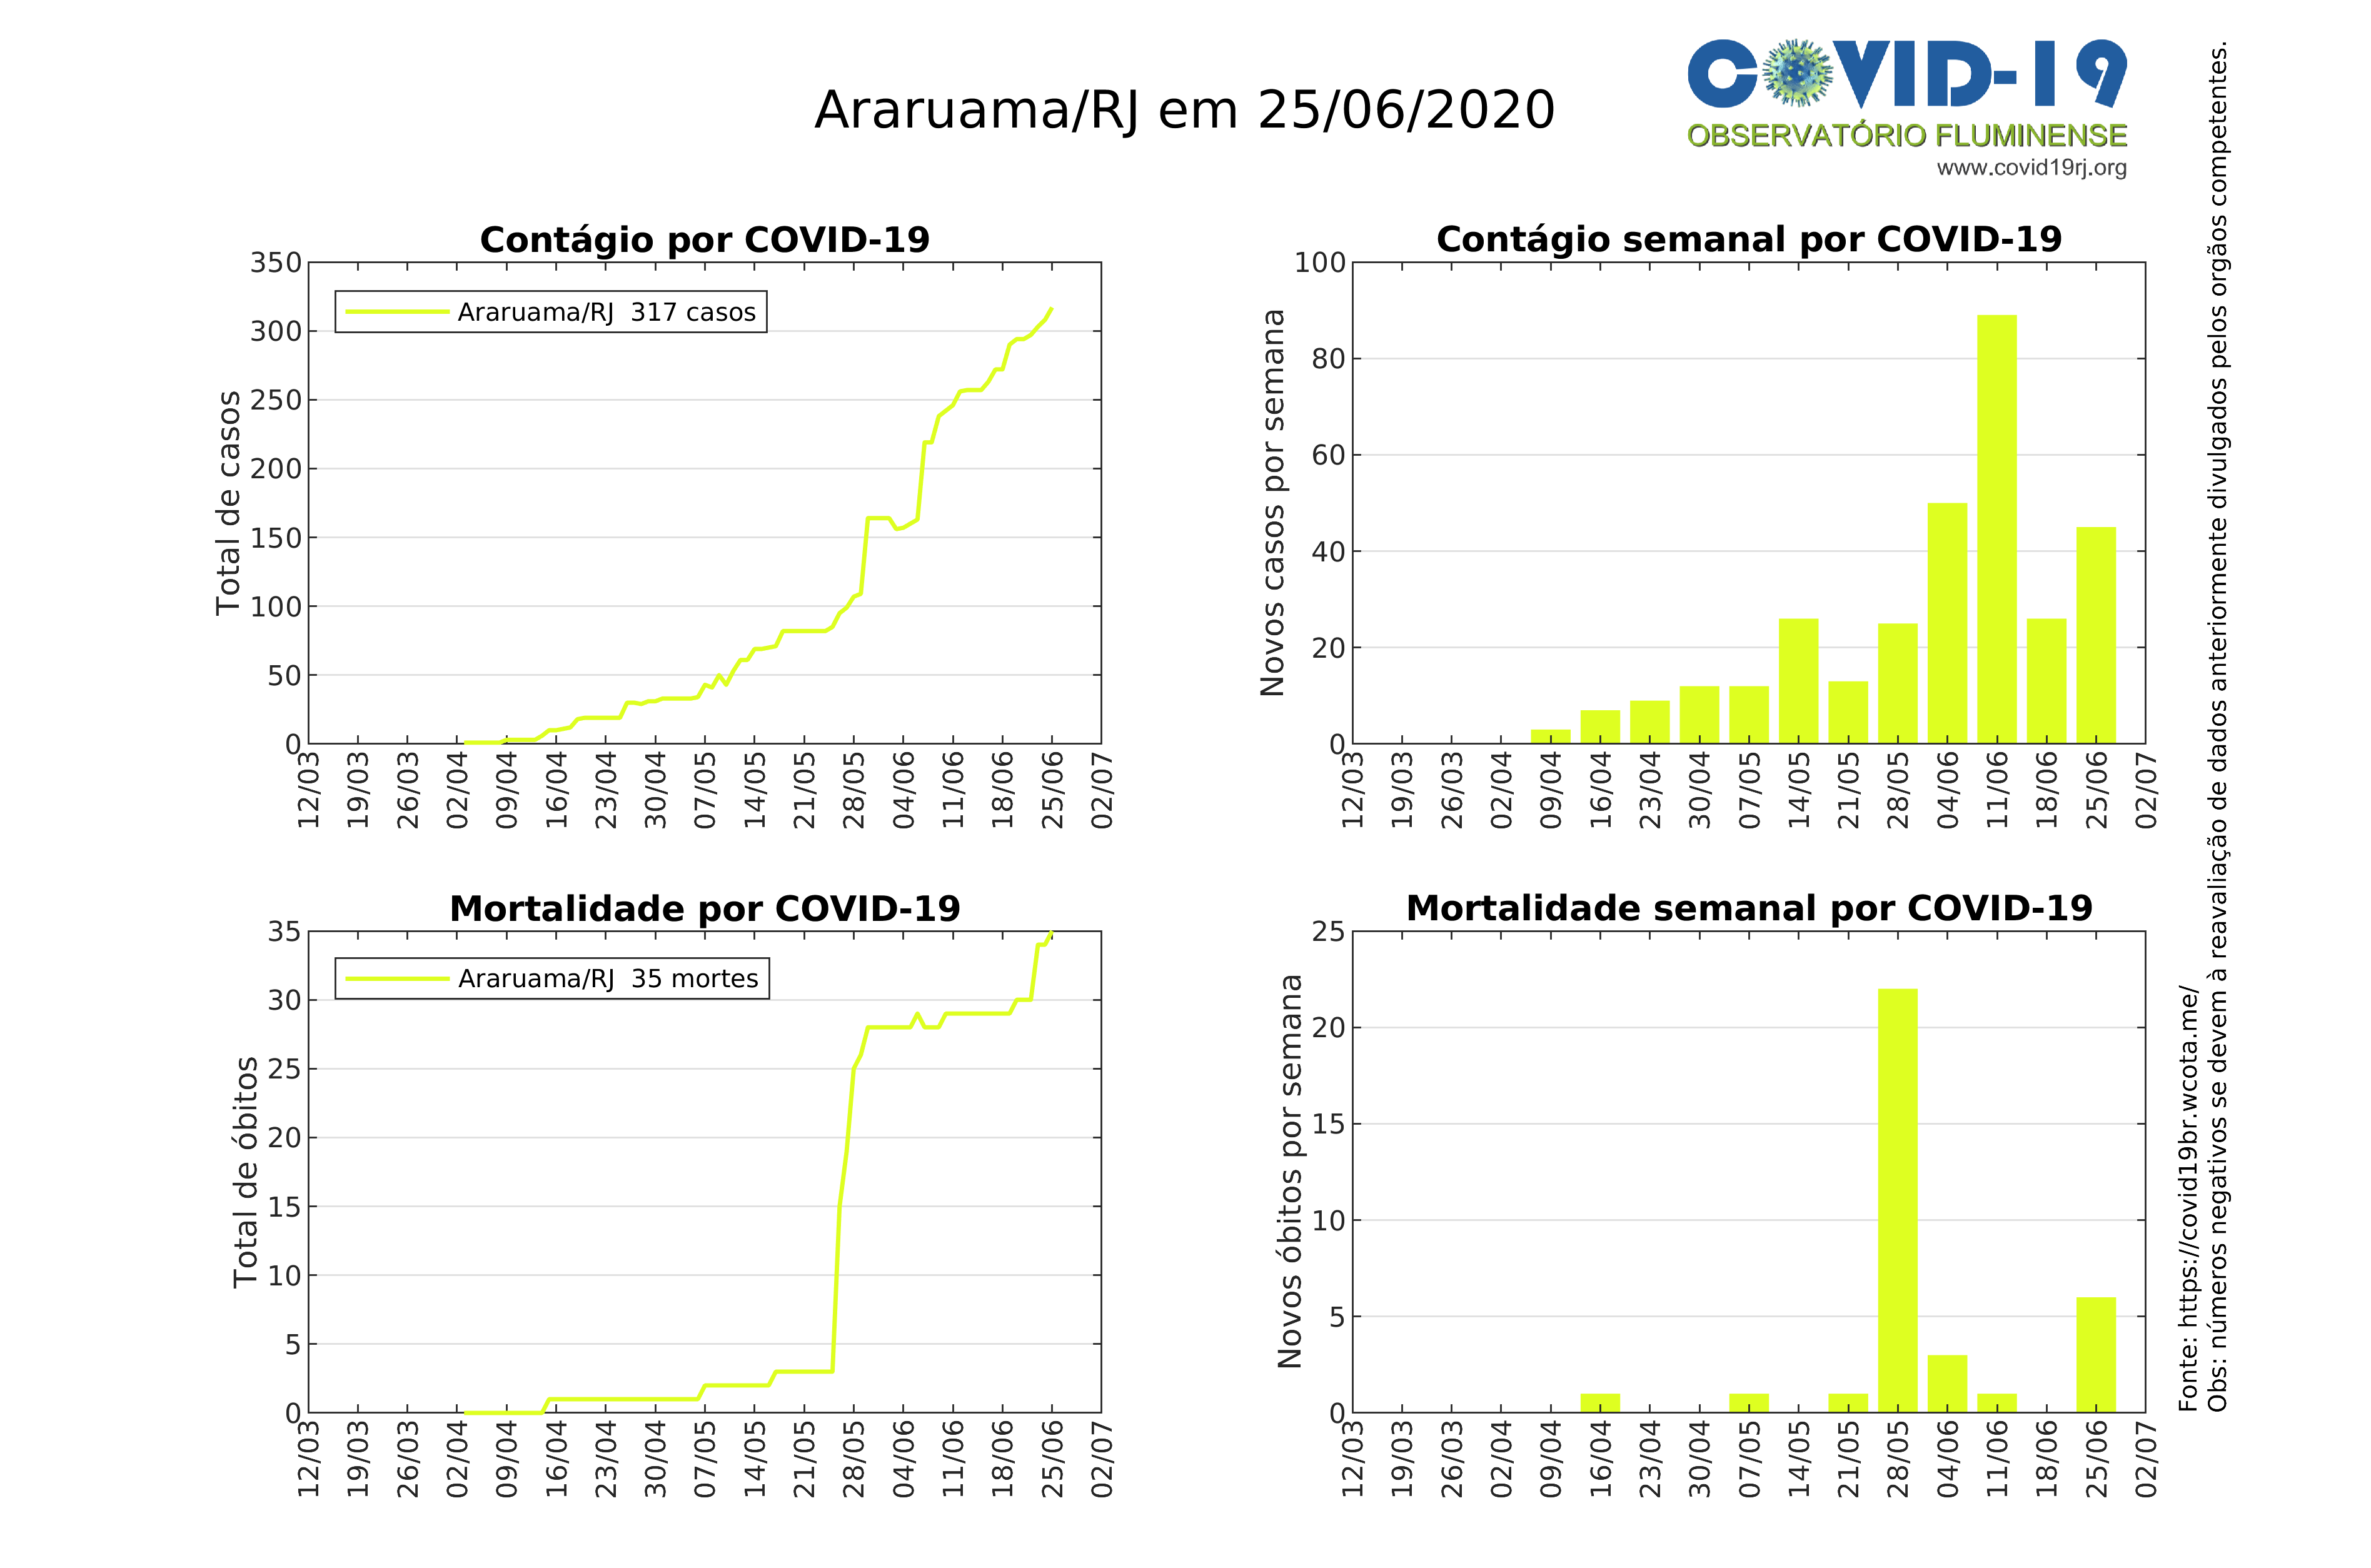 Araruama/RJ em 25/06/2020
COVID-19
OBSERVATÓRIO FLUMINENSE
www.covid19rj.org
Contágio por COVID-19
Total de casos
350
300
250
200
150
100
50
0
Araruama/RJ 317 casos
12/03 19/03 26/03 02/04 09/04 16/04 23/04 30/04 07/05 14/05 21/05 28/05 04/06 11/06 18/06 25/06 02/07
Contágio semanal por COVID-19
Novos casos por semana
100
80
60
40
20
0
12/03 19/03 26/03 02/04 09/04 16/04 23/04 30/04 07/05 14/05 21/05 28/05 04/06 11/06 18/06 25/06 02/07
Mortalidade por COVID-19
Total de óbitos
35
30
25
20
15
10
5
0
Araruama/RJ 35 mortes
12/03 19/03 26/03 02/04 09/04 16/04 23/04 30/04 07/05 14/05 21/05 28/05 04/06 11/06 18/06 25/06 02/07
Mortalidade semanal por COVID-19
Novos óbitos por semana
25
20
15
10
5
0
12/03 19/03 26/03 02/04 09/04 16/04 23/04 30/04 07/05 14/05 21/05 28/05 04/06 11/06 18/06 25/06 02/07
Fonte: https://covid19br.wcota.me/
Obs: números negativos se devem à reavaliação de dados anteriormente divulgados pelos orgãos competentes.